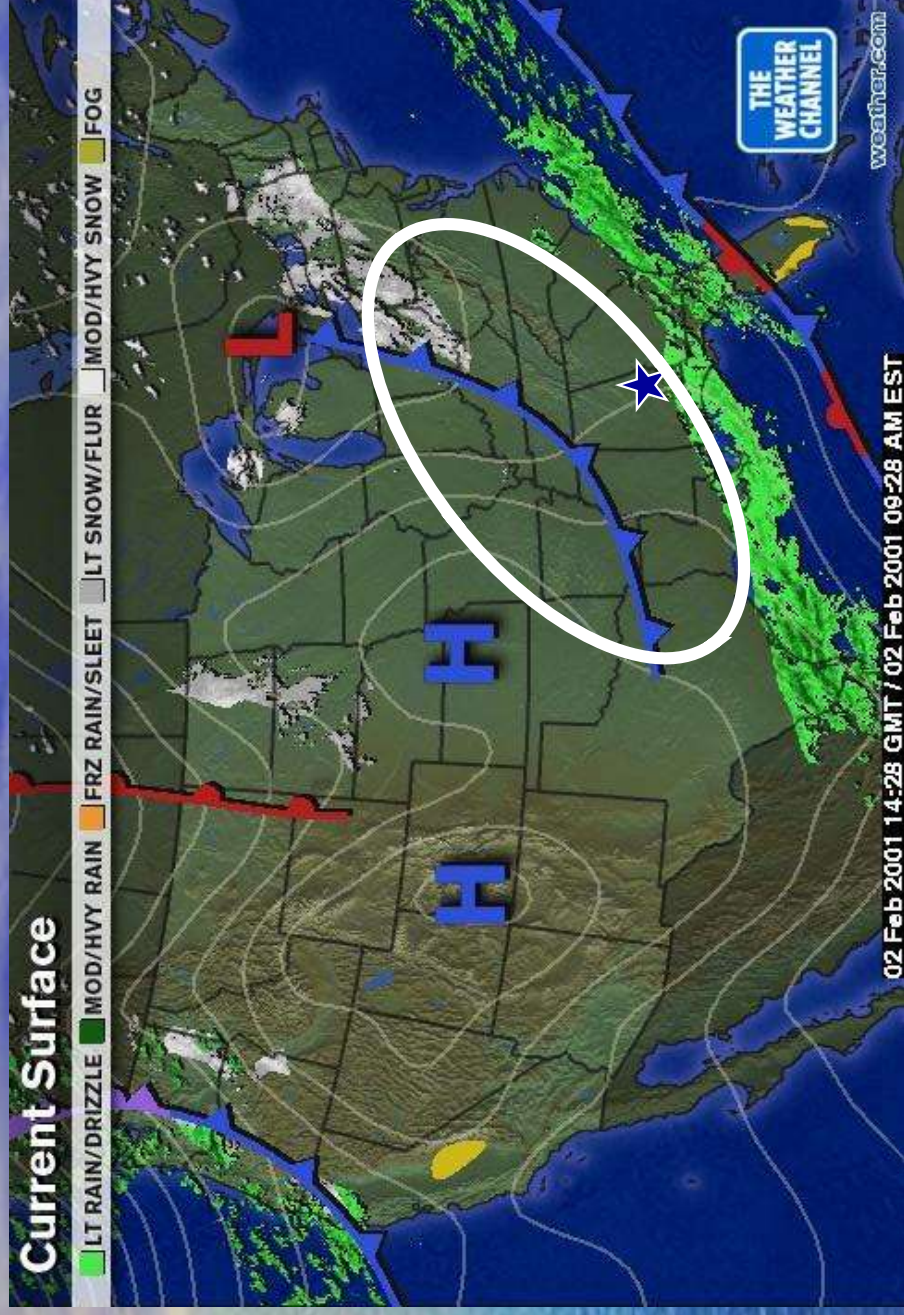 Current Surface
LT RAIN/DRIZZLE MOD/HVY RAIN FRZ RAIN/SLEET LT SNOW/FLUR MOD/HVY SNOW FOG
L
H
H
THE
WEATHER
CHANNEL
weather.com
02 Feb 2001 14:28 GMT / 02 Feb 2001 09:28 AM EST